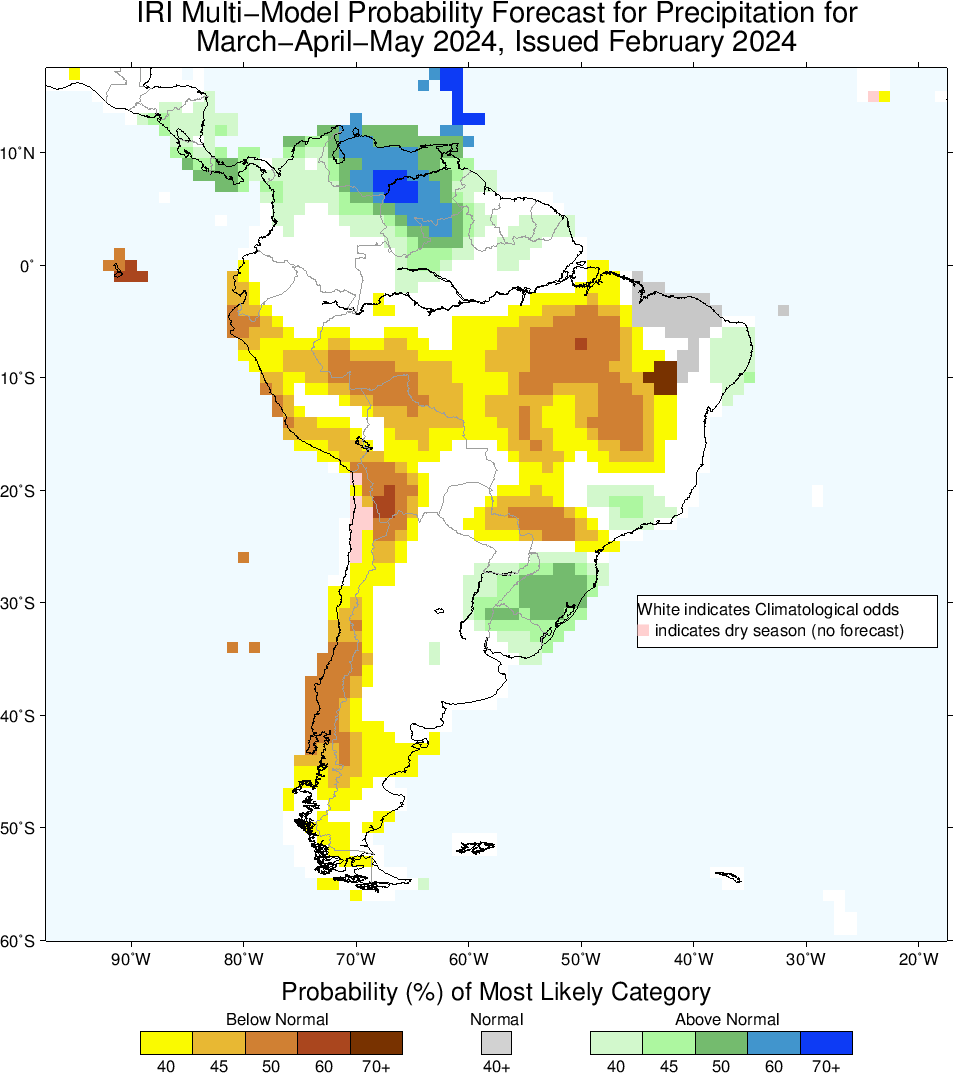 IRI Multi−Model Probability Forecast for Precipitation for
March−April−May 2024, Issued February 2024
10˚N
0˚
10˚S
20˚S
30˚S
40˚S
50˚S
60˚S
White indicates Climatological odds
indicates dry season (no forecast)
90˚W 80˚W 70˚W 60˚W 50˚W 40˚W 30˚W 20˚W
Probability (%) of Most Likely Category
Below Normal Normal Above Normal
40 45 50 60 70+ 40+ 40 45 50 60 70+